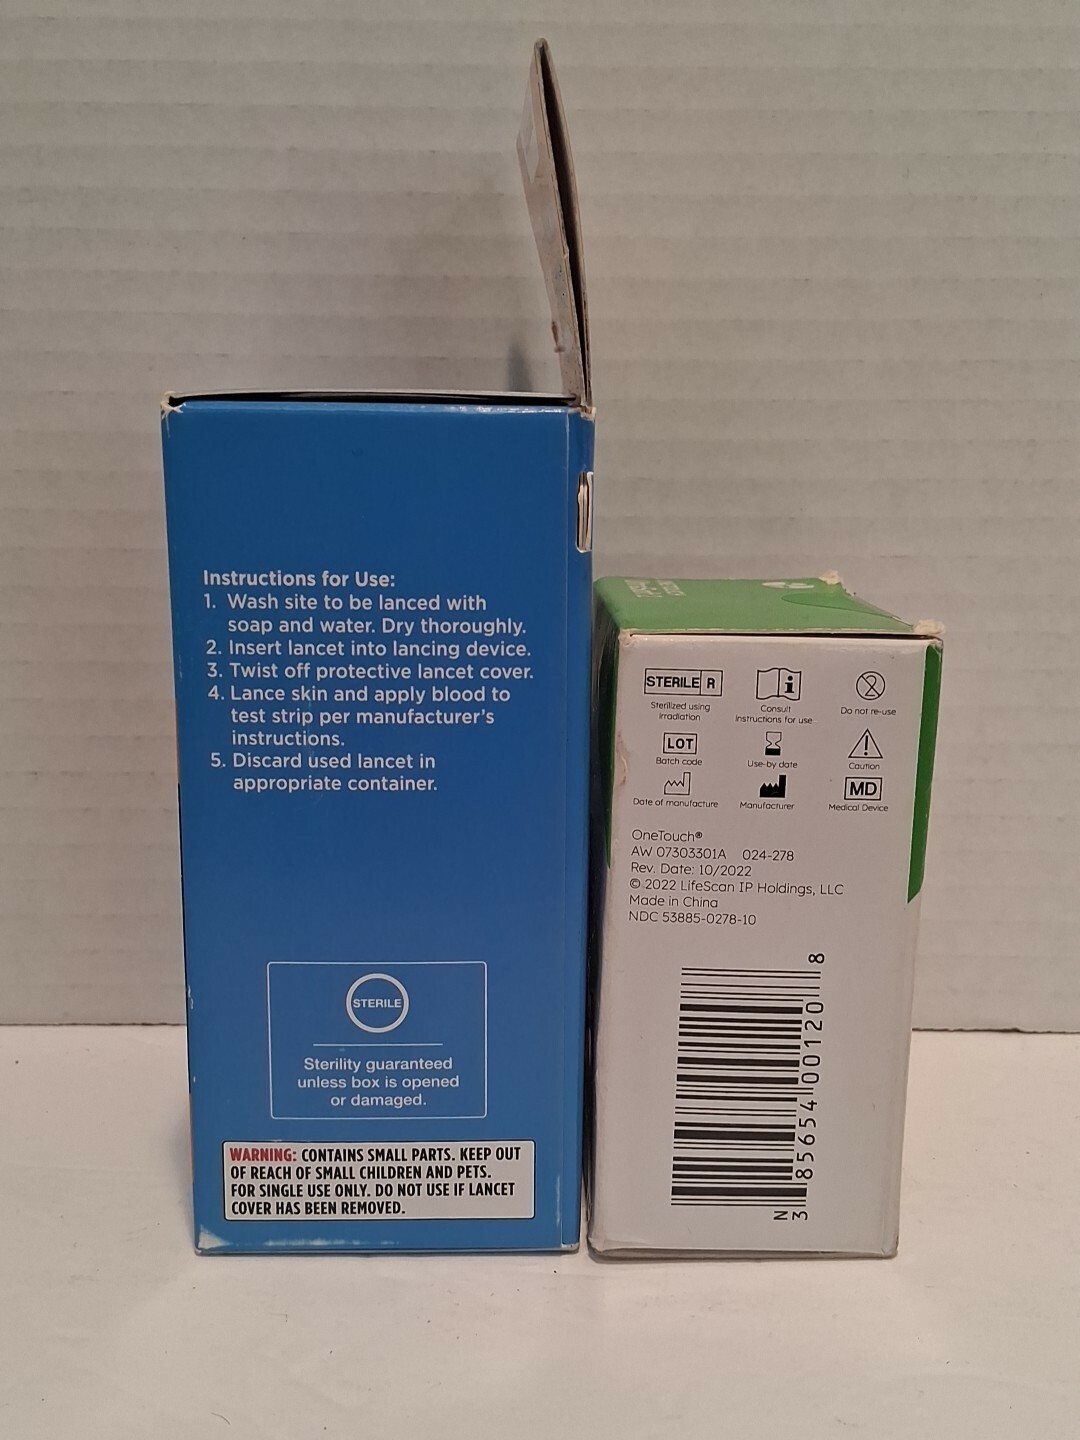 Instructions for Use:
1. Wash site to be lanced with
soap and water. Dry thoroughly.
2. Insert lancet into lancing device.
3. Twist off protective lancet cover.
4. Lance skin and apply blood to
test strip per manufacturer's
instructions.
5. Discard used lancet in
appropriate container.
STERILE
Sterility guaranteed
unless box is opened
or damaged.
WARNING: CONTAINS SMALL PARTS. KEEP OUT
OF REACH OF SMALL CHILDREN AND PETS.
FOR SINGLE USE ONLY. DO NOT USE IF LANCET
COVER HAS BEEN REMOVED.
STERILE R
Sterilized using
irradiation
i
Consult
instructions for use
2
Do not re-use
LOT
Batch code
Use-by date
Caution
Date of manufacture
Manufacturer
MD
Medical Device
OneTouch®
AW 07303301A 024-278
Rev. Date: 10/2022
© 2022 LifeScan IP Holdings, LLC
Made in China
NDC 53885-0278-10
N
3 85654 00120 8